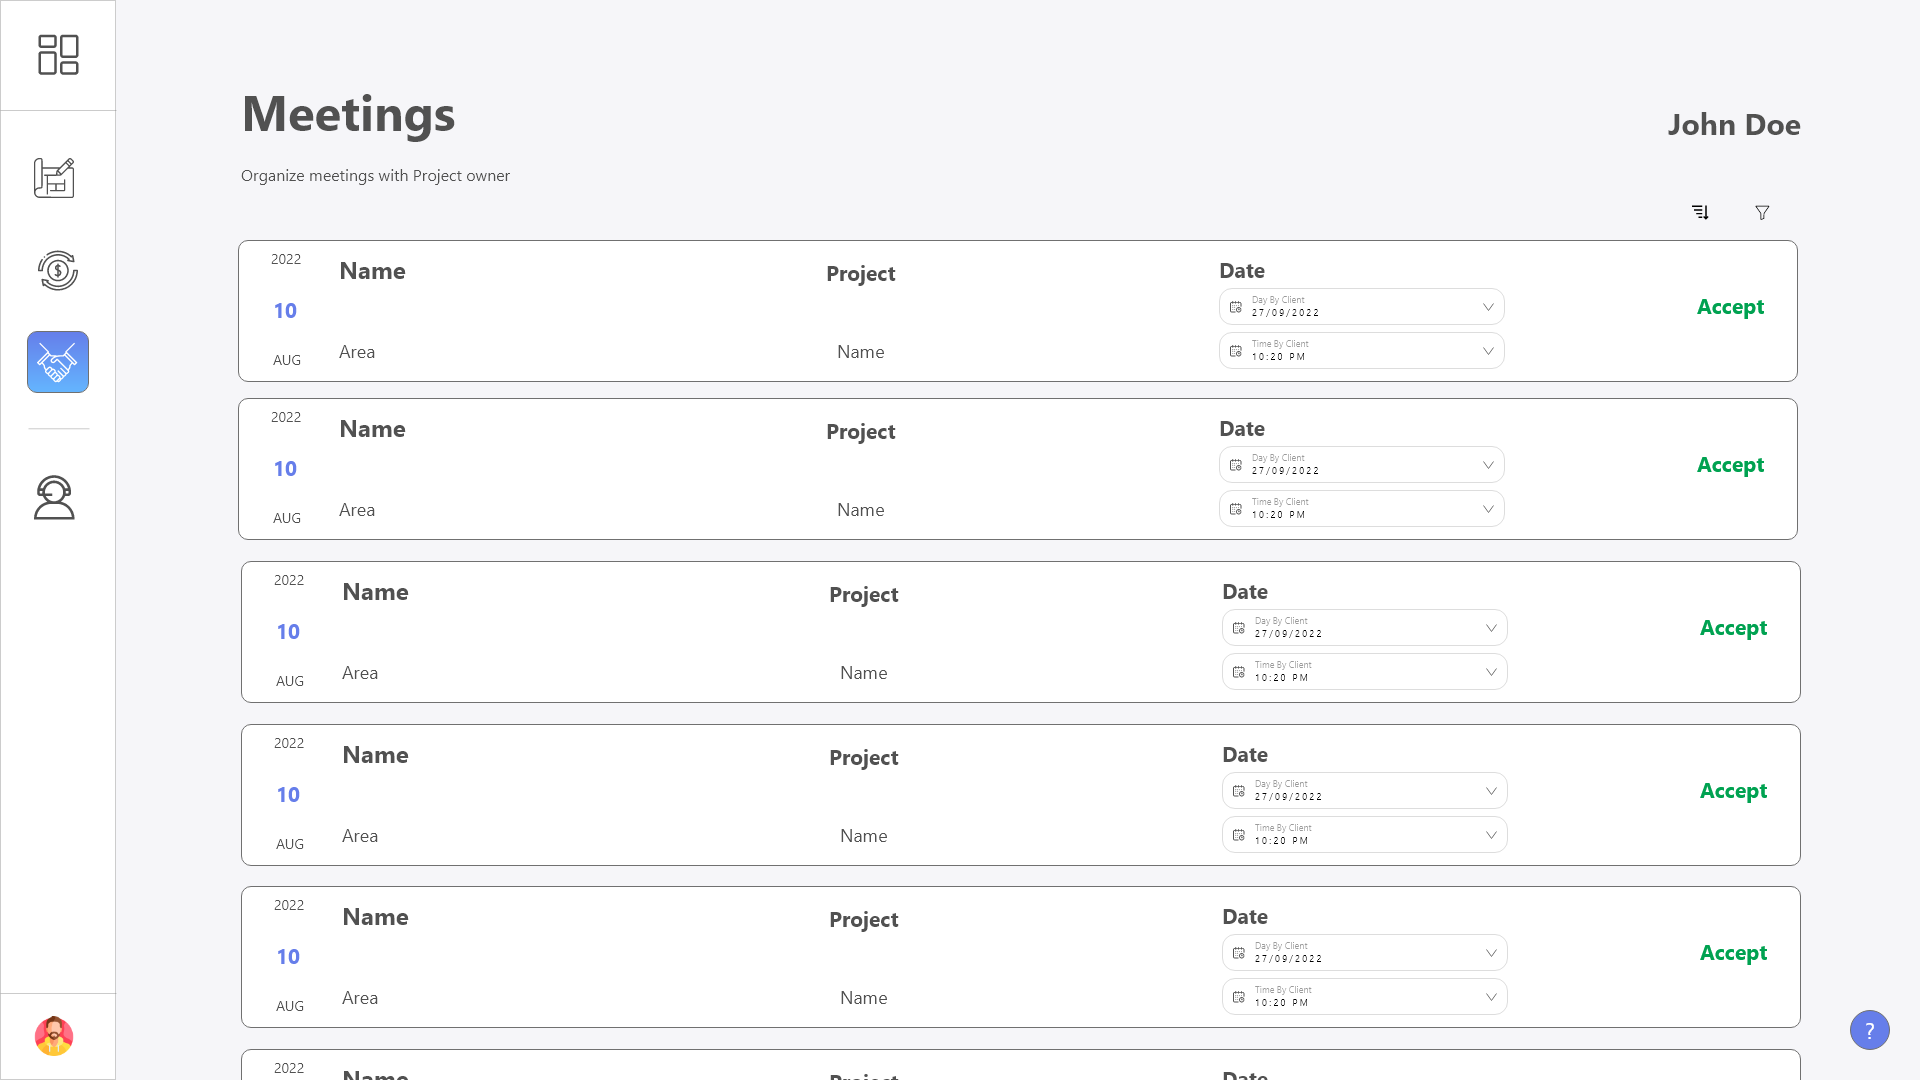 Meetings
John Doe
Organize meetings with Project owner
2022
Name
Project
Date
10
Day By Client
27/09/2022
Accept
AUG
Area
Name
Time By Client
10:20 PM
2022
Name
Project
Date
10
Day By Client
27/09/2022
Accept
AUG
Area
Name
Time By Client
10:20 PM
2022
Name
Project
Date
10
Day By Client
27/09/2022
Accept
AUG
Area
Name
Time By Client
10:20 PM
2022
Name
Project
Date
10
Day By Client
27/09/2022
Accept
AUG
Area
Name
Time By Client
10:20 PM
2022
Name
Project
Date
10
Day By Client
27/09/2022
Accept
AUG
Area
Name
Time By Client
10:20 PM
?
2022
Name
Project
Date